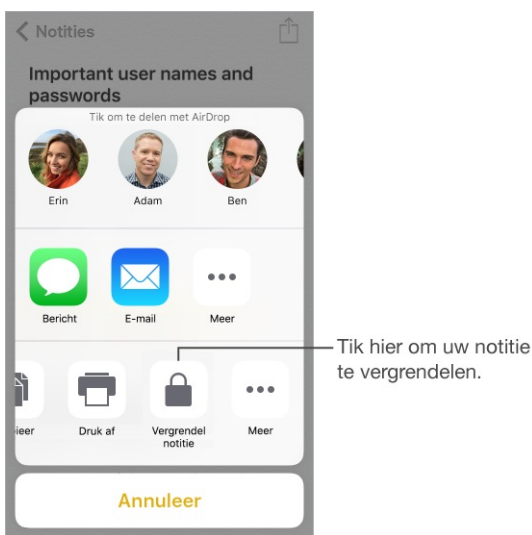 Notities
Important user names and
passwords
Tik om te delen met AirDrop
Erin Adam Ben
Bericht E-mail Meer
ieer Druk af Vergrendel Meer
notitie
Tik hier om uw notitie
te vergrendelen.
Annuleer